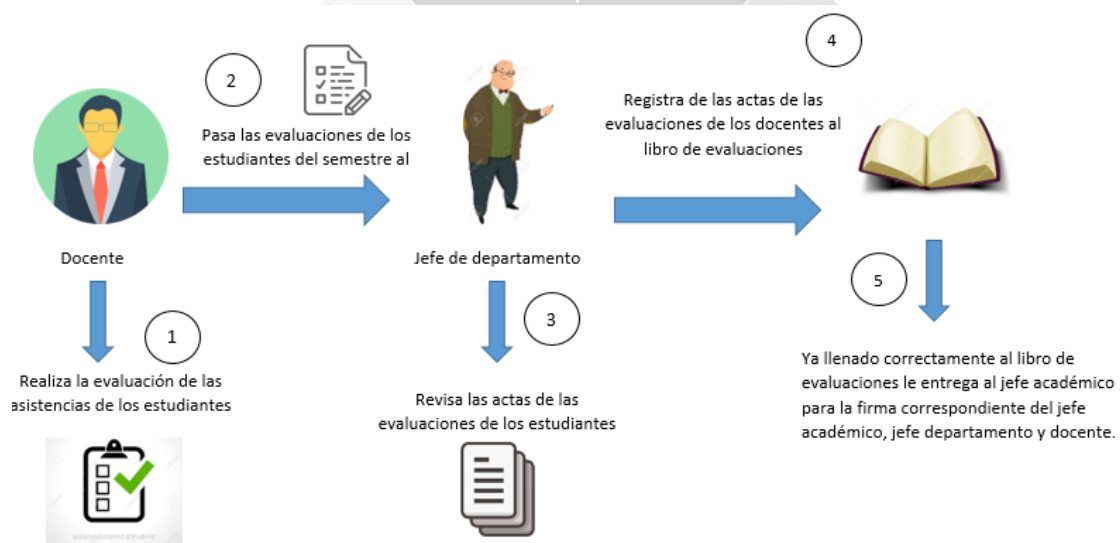 4
2
Pasa las evaluaciones de los
estudiantes del semestre al
Registra de las actas de las
evaluaciones de los docentes al
libro de evaluaciones
Docente
Jefe de departamento
5
1
3
Realiza la evaluación de las
asistencias de los estudiantes
Revisa las actas de las
evaluaciones de los estudiantes
Ya llenado correctamente al libro de
evaluaciones le entrega al jefe académico
para la firma correspondiente del jefe
académico, jefe departamento y docente.